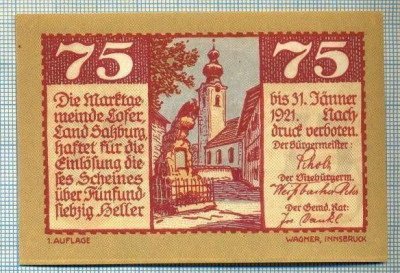 75
75
Die Marktge-
meinde Lofer,
Land Salzburg,
haftet für die
Einlösung die-
ses Scheines
über Fünfund
siebzig Heller
bis 31. Jänner
1921. Nach
druck verboten.
Der Bürgermeister:
Der Vizebürgerm.
Der Gemd. Rat:
1. AUFLAGE
WAGNER, INNSBRUCK